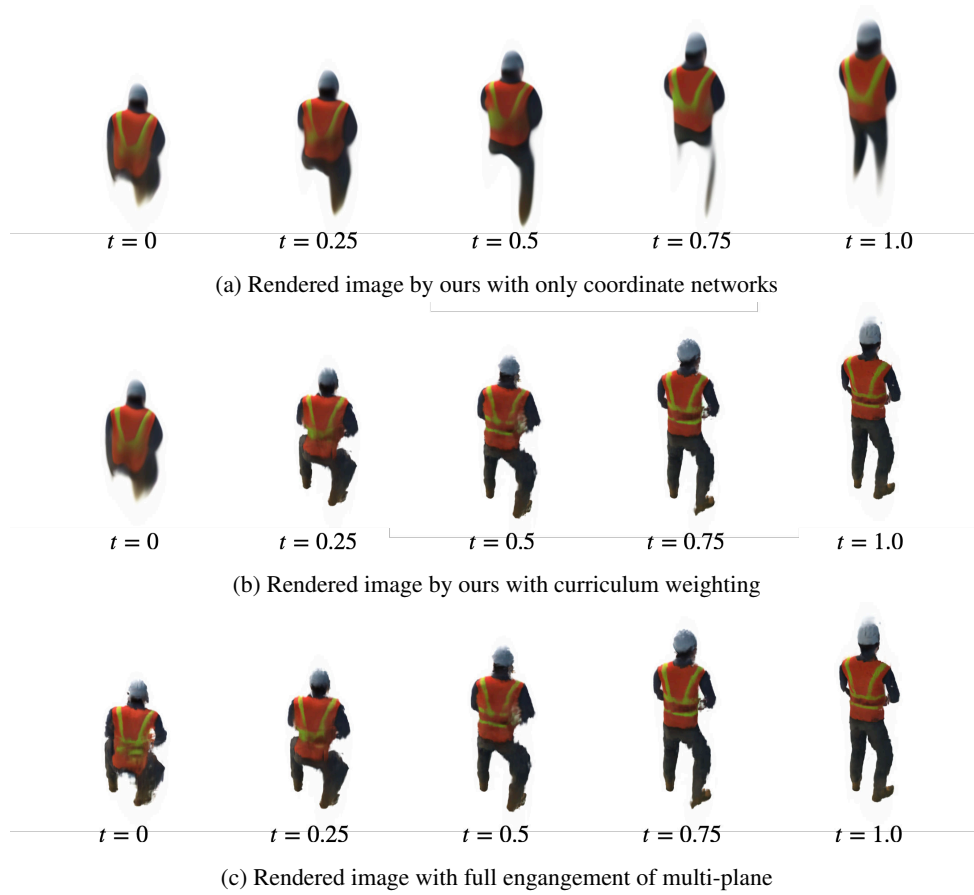 t = 0 t = 0.25 t = 0.5 t = 0.75 t = 1.0
(a) Rendered image by ours with only coordinate networks
t = 0 t = 0.25 t = 0.5 t = 0.75 t = 1.0
(b) Rendered image by ours with curriculum weighting
t = 0 t = 0.25 t = 0.5 t = 0.75 t = 1.0
(c) Rendered image with full engangement of multi-plane